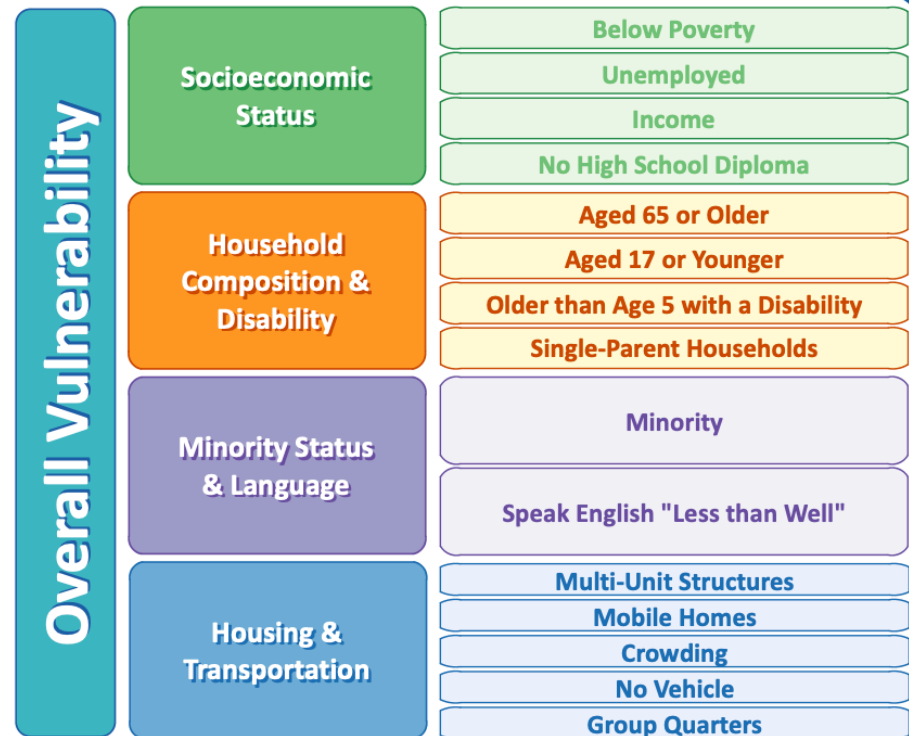 Overall Vulnerability
Socioeconomic
Status
Below Poverty
Unemployed
Income
No High School Diploma
Household
Composition &
Disability
Aged 65 or Older
Aged 17 or Younger
Older than Age 5 with a Disability
Single-Parent Households
Minority Status
& Language
Minority
Speak English "Less than Well"
Housing &
Transportation
Multi-Unit Structures
Mobile Homes
Crowding
No Vehicle
Group Quarters